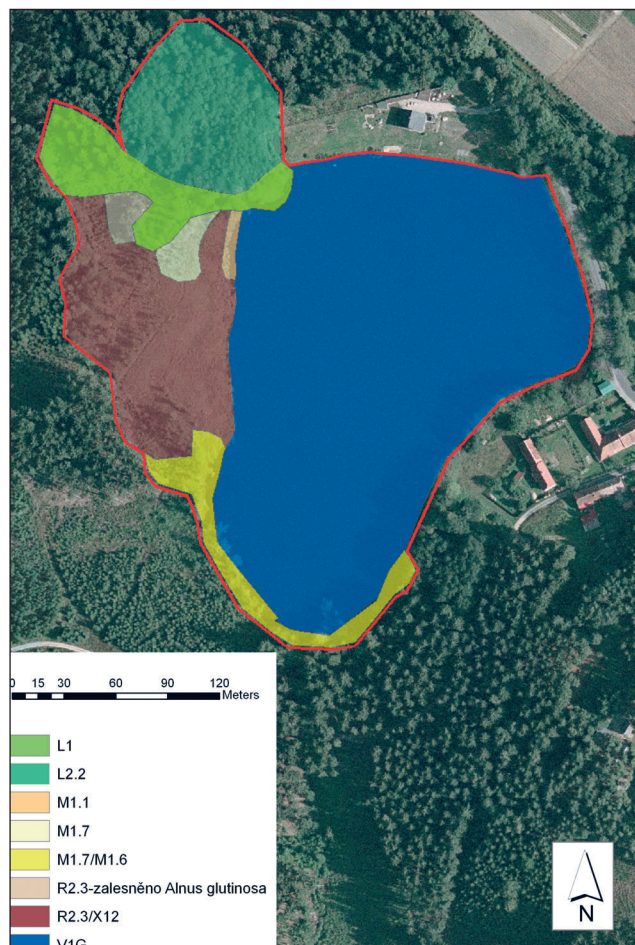 0 15 30 60 90 120
Meters
L1
L2.2
M1.1
M1.7
M1.7/M1.6
R2.3-zalesněno Alnus glutinosa
R2.3/X12
V1G
N